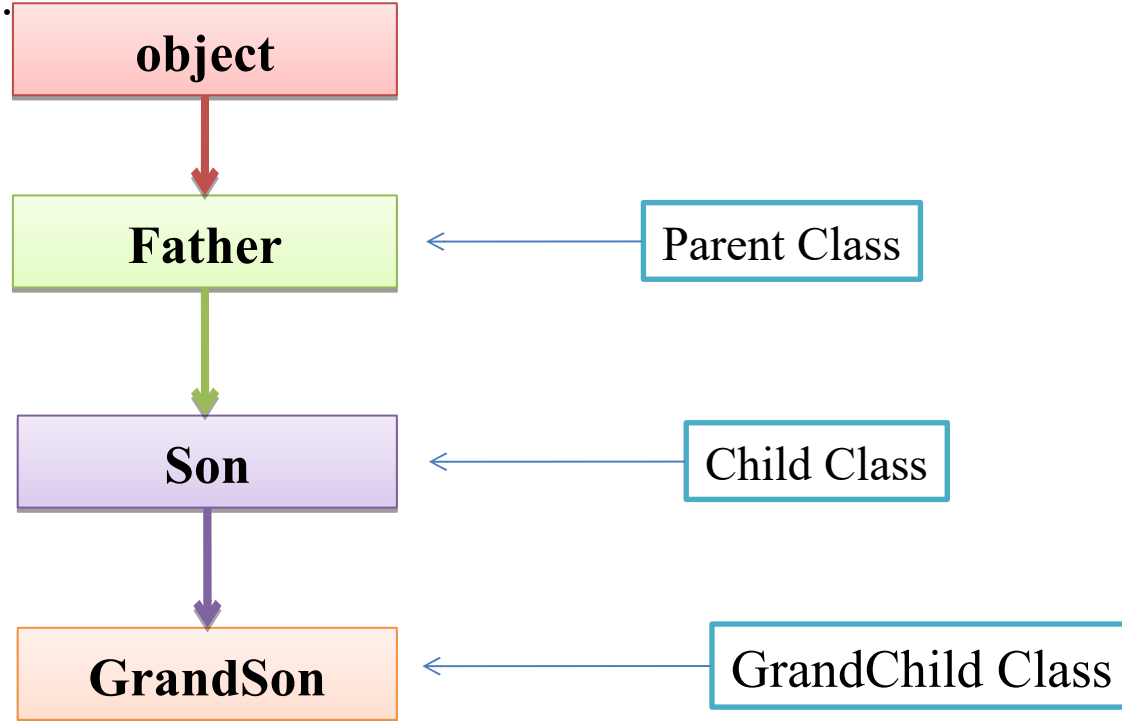 object
Father
Parent Class
Son
Child Class
GrandSon
GrandChild Class